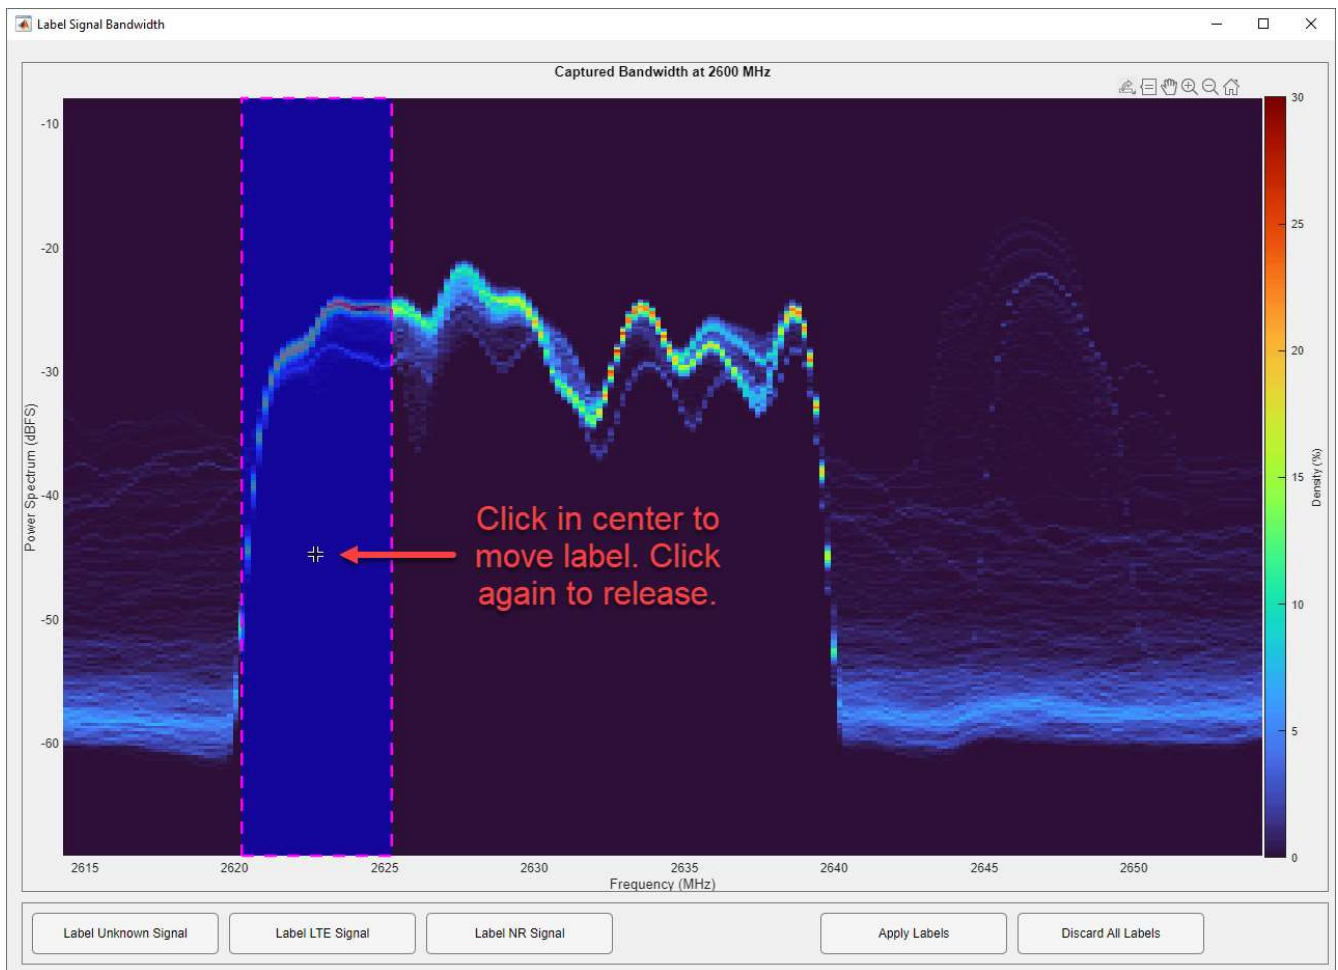 Label Signal Bandwidth
Captured Bandwidth at 2600 MHz
-10
-20
-30
-40
-50
-60
Power Spectrum (dBFS)
Click in center to
move label. Click
again to release.
30
25
20
15
10
5
0
Density (%)
2615 2620 2625 2630 2635 2640 2645 2650
Frequency (MHz)
Label Unknown Signal Label LTE Signal Label NR Signal Apply Labels Discard All Labels